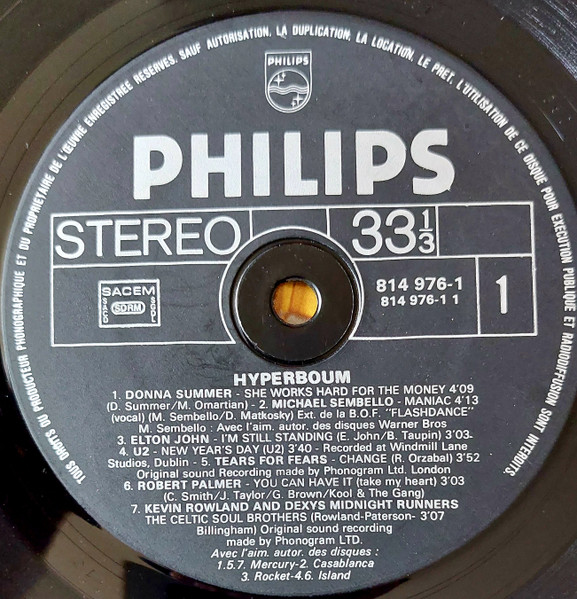 TOUS DROITS DU PRODUCTEUR PHONOGRAPHIQUE ET DU PROPRIETAIRE DE L'ŒUVRE ENREGISTREE RESERVES. SAUF AUTORISATION, LA DUPLICATION, LA LOCATION, LE PRET, L'UTILISATION DE CE DISQUE POUR EXECUTION PUBLIQUE ET RADIODIFFUSION SONT INTERDITS.
PHILIPS
PHILIPS
STEREO 33 1/3
SACEM
SACD SDRM SGDL
814 976-1
814 976-1 1
1
HYPERBOUM
1. DONNA SUMMER - SHE WORKS HARD FOR THE MONEY 4'09
(D. Summer/M. Omartian) - 2. MICHAEL SEMBELLO - MANIAC 4'13
(vocal) (M. Sembello/D. Matkosky) Ext. de la B.O.F. "FLASHDANCE"
M. Sembello : Avec l'aim. autor. des disques Warner Bros
3. ELTON JOHN - I'M STILL STANDING (E. John/B. Taupin) 3'03-
4. U2 - NEW YEAR'S DAY (U2) 3'40 - Recorded at Windmill Lane
Studios, Dublin - 5. TEARS FOR FEARS - CHANGE (R. Orzabal) 3'52
Original sound Recording made by Phonogram Ltd. London
6. ROBERT PALMER - YOU CAN HAVE IT (take my heart) 3'03
(C. Smith/J. Taylor/G. Brown/Kool & The Gang)
7. KEVIN ROWLAND AND DEXYS MIDNIGHT RUNNERS
THE CELTIC SOUL BROTHERS (Rowland-Paterson- 3'07
Billingham) Original sound recording
made by Phonogram LTD.
Avec l'aim. autor. des disques :
1.5.7. Mercury-2. Casablanca
3. Rocket-4.6. Island